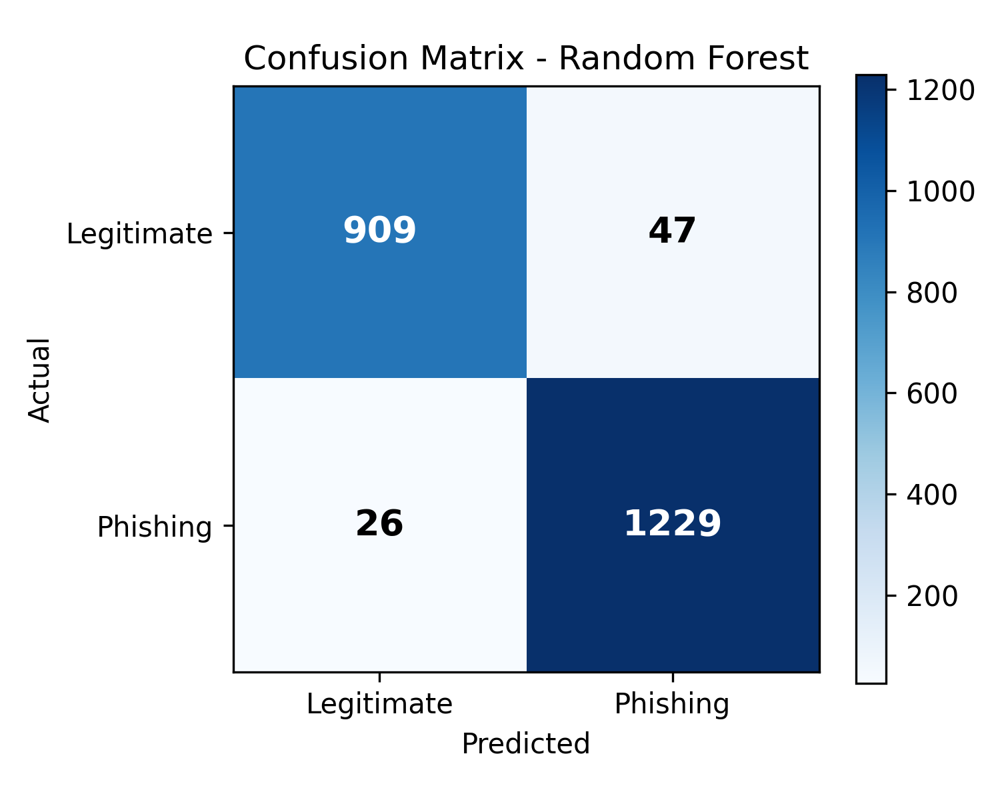 Confusion Matrix - Random Forest
Actual
Legitimate
909
47
Phishing
26
1229
Legitimate
Phishing
Predicted
1200
1000
800
600
400
200